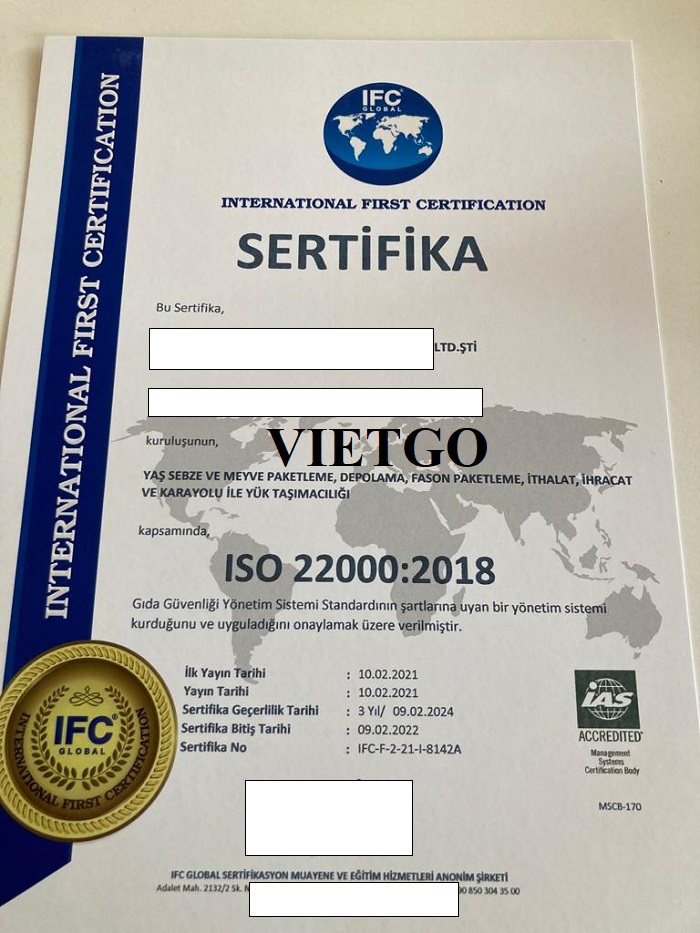 INTERNATIONAL FIRST CERTIFICATION
IFC
GLOBAL
INTERNATIONAL FIRST CERTIFICATION
SERTİFİKA
Bu Sertifika,
LTD.ŞTİ
kuruluşunun,
VIETGO
YAŞ SEBZE VE MEYVE PAKETLEME, DEPOLAMA, FASON PAKETLEME, İTHALAT, İHRACAT
VE KARAYOLU İLE YÜK TAŞIMACILIĞI
kapsamında,
ISO 22000:2018
Gıda Güvenliği Yönetim Sistemi Standardının şartlarına uyan bir yönetim sistemi
kurduğunu ve uyguladığını onaylamak üzere verilmiştir.
İlk Yayın Tarihi : 10.02.2021
Yayın Tarihi : 10.02.2021
Sertifika Geçerlilik Tarihi : 3 Yıl/ 09.02.2024
Sertifika Bitiş Tarihi : 09.02.2022
Sertifika No : IFC-F-2-21-I-8142A
IFC
GLOBAL
INTERNATIONAL FIRST CERTIFICATION
IAS
ACCREDITED
Management
Systems
Certification Body
MSCB-170
IFC GLOBAL SERTİFİKASYON MUAYENE VE EĞİTİM HİZMETLERİ ANONİM ŞİRKETİ
Adalet Mah. 2132/2 Sk. 850 304 35 00